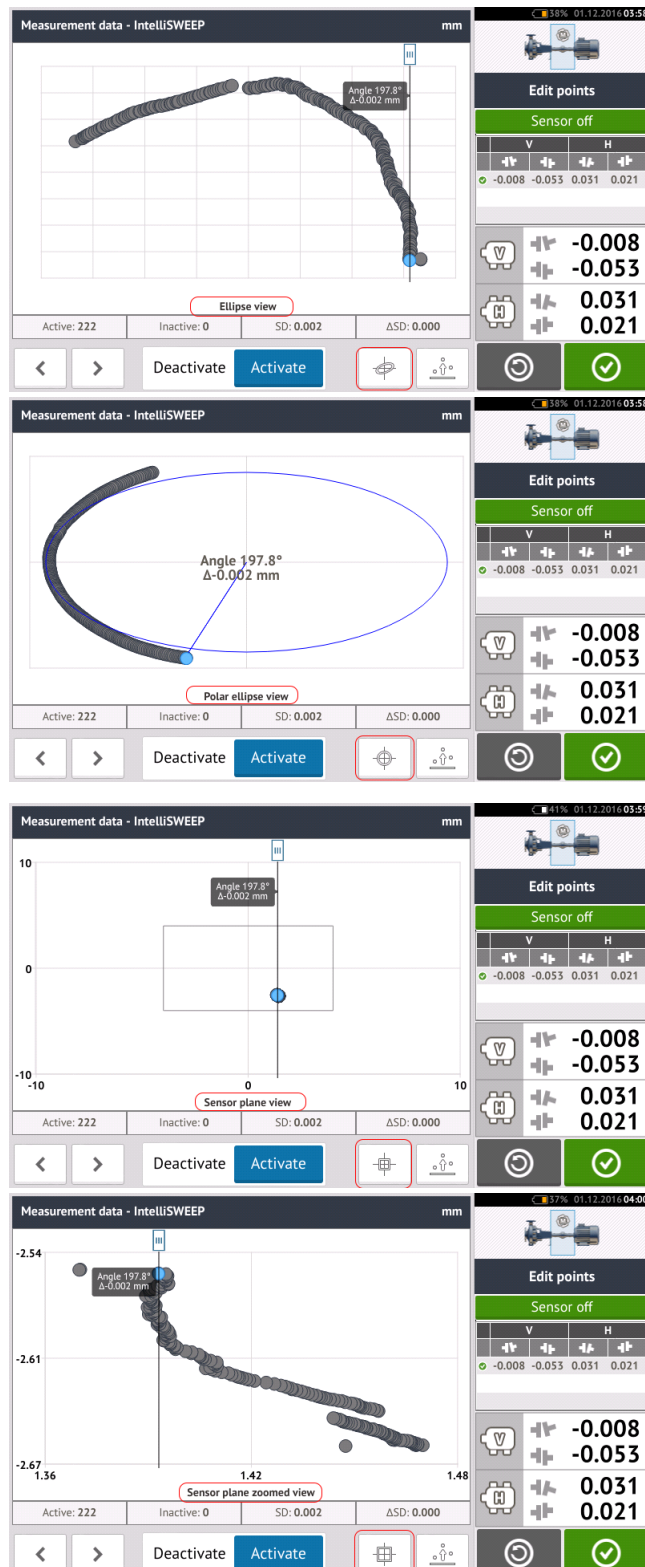 Measurement data - IntelliSWEEP mm
38% 01.12.2016 03:58
Edit points
Sensor off
V H
-0.008 -0.053 0.031 0.021
Angle 197.8°
Δ-0.002 mm
V -0.008
-0.053
H 0.031
0.021
Ellipse view
Active: 222 Inactive: 0 SD: 0.002 ΔSD: 0.000
Deactivate Activate
Measurement data - IntelliSWEEP mm
38% 01.12.2016 03:58
Edit points
Sensor off
V H
-0.008 -0.053 0.031 0.021
Angle 197.8°
Δ-0.002 mm
V -0.008
-0.053
H 0.031
0.021
Polar ellipse view
Active: 222 Inactive: 0 SD: 0.002 ΔSD: 0.000
Deactivate Activate
Measurement data - IntelliSWEEP mm
41% 01.12.2016 03:59
Edit points
Sensor off
V H
-0.008 -0.053 0.031 0.021
10
Angle 197.8°
Δ-0.002 mm
0
-10
-10 0 10
V -0.008
-0.053
H 0.031
0.021
Sensor plane view
Active: 222 Inactive: 0 SD: 0.002 ΔSD: 0.000
Deactivate Activate
Measurement data - IntelliSWEEP mm
37% 01.12.2016 04:00
Edit points
Sensor off
V H
-0.008 -0.053 0.031 0.021
-2.54
Angle 197.8°
Δ-0.002 mm
-2.61
-2.67
1.36 1.42 1.48
V -0.008
-0.053
H 0.031
0.021
Sensor plane zoomed view
Active: 222 Inactive: 0 SD: 0.002 ΔSD: 0.000
Deactivate Activate